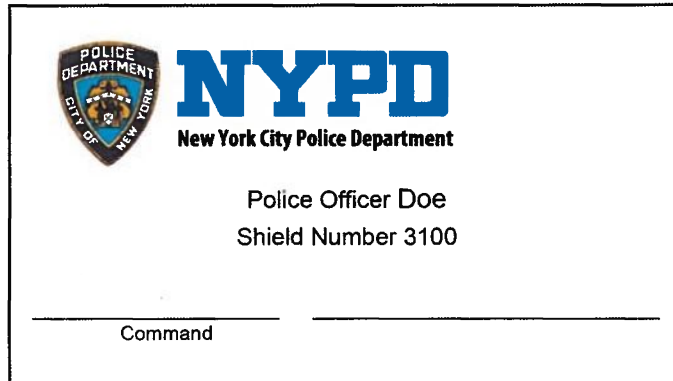 POLICE
DEPARTMENT
CITY OF
NEW YORK
NYPD
New York City Police Department
Police Officer Doe
Shield Number 3100
Command